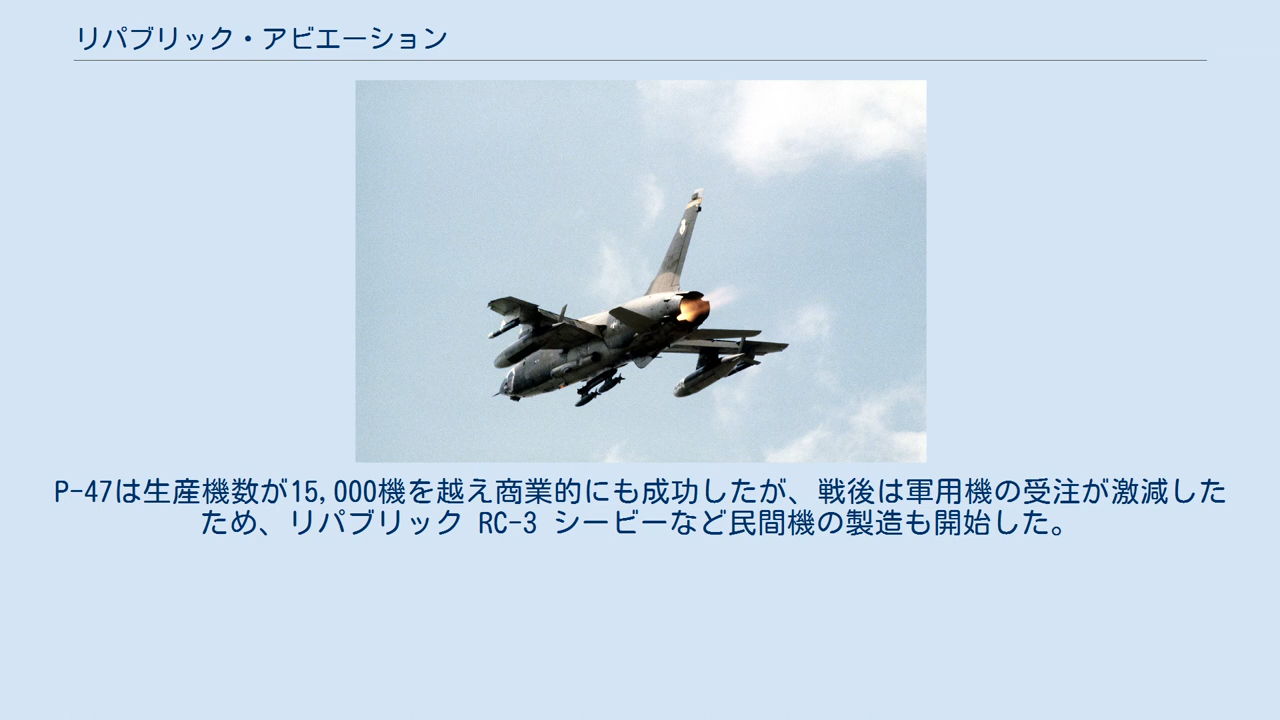 リパブリック・アビエーション
P-47は生産機数が15,000機を越え商業的にも成功したが、戦後は軍用機の受注が激減した
ため、リパブリック RC-3 シービーなど民間機の製造も開始した。